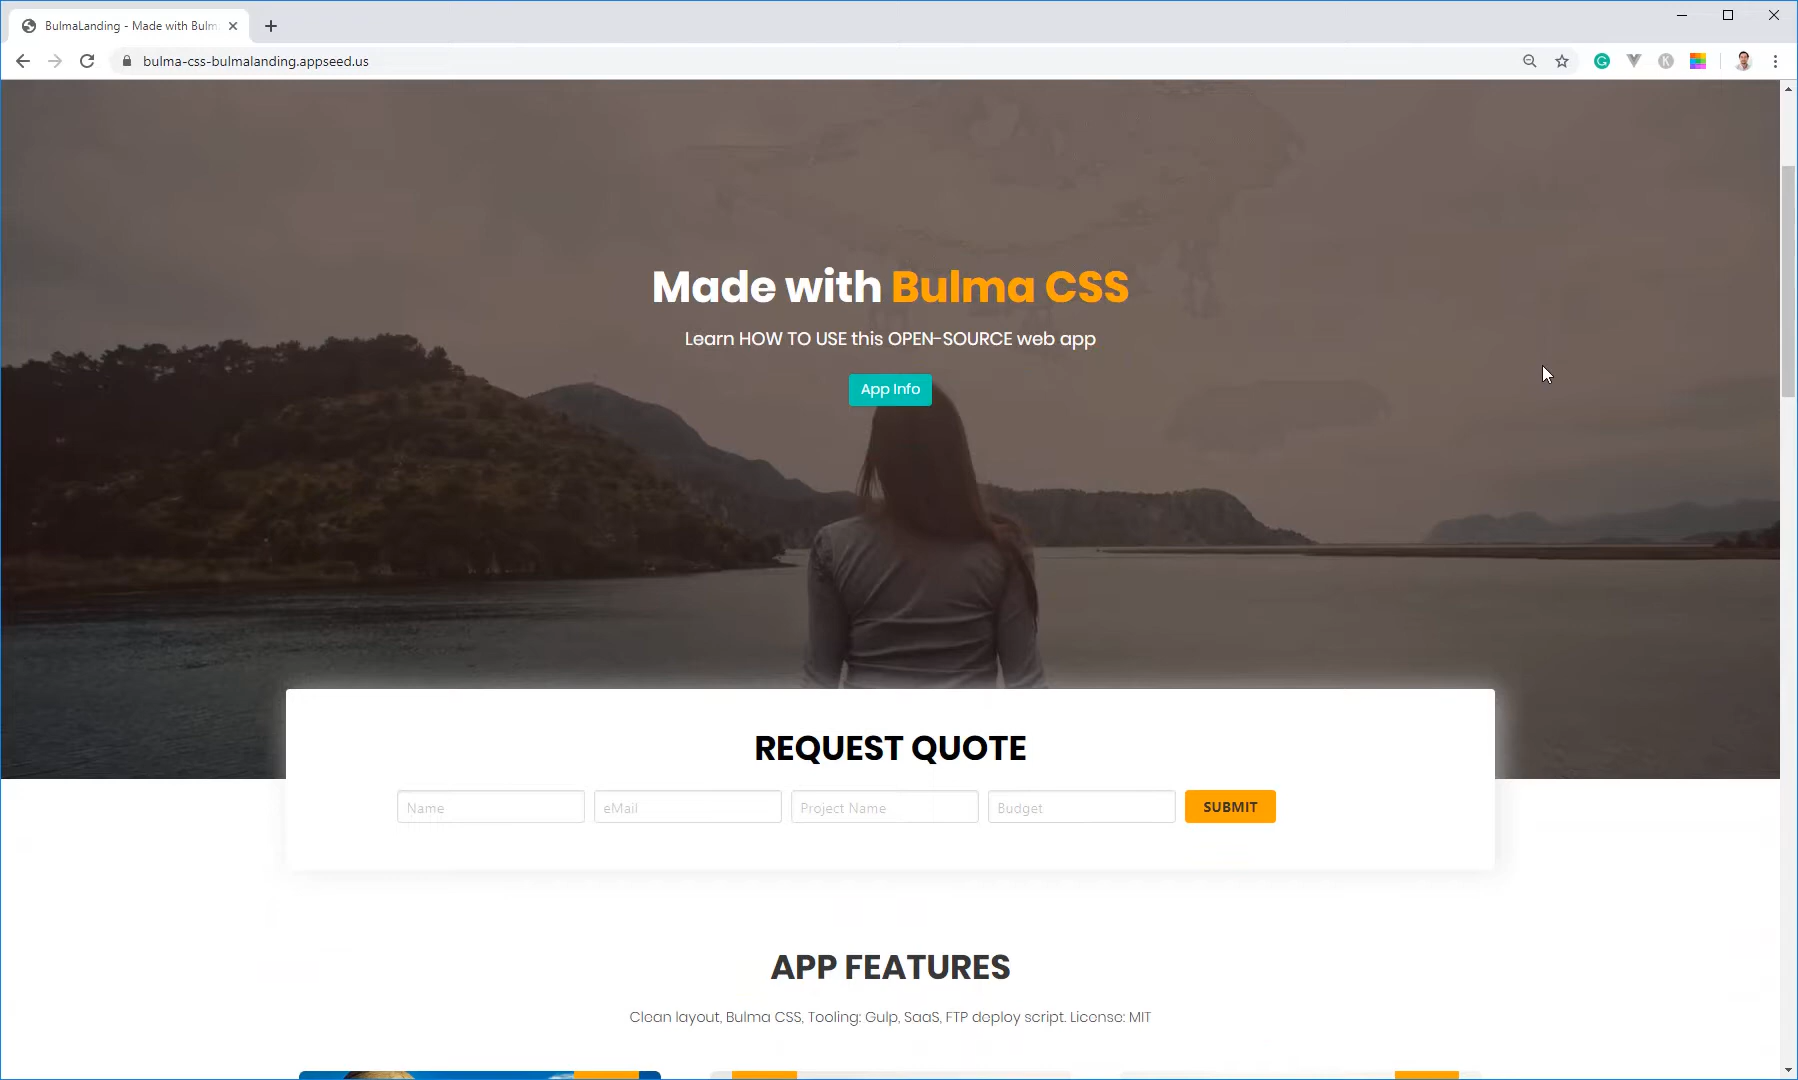 BulmaLanding - Made with Bulm
bulma-css-bulmalanding.appseed.us
Made with Bulma CSS
Learn HOW TO USE this OPEN-SOURCE web app
App Info
REQUEST QUOTE
Name
eMail
Project Name
Budget
SUBMIT
APP FEATURES
Clean layout, Bulma CSS, Tooling: Gulp, SaaS, FTP deploy script. License: MIT